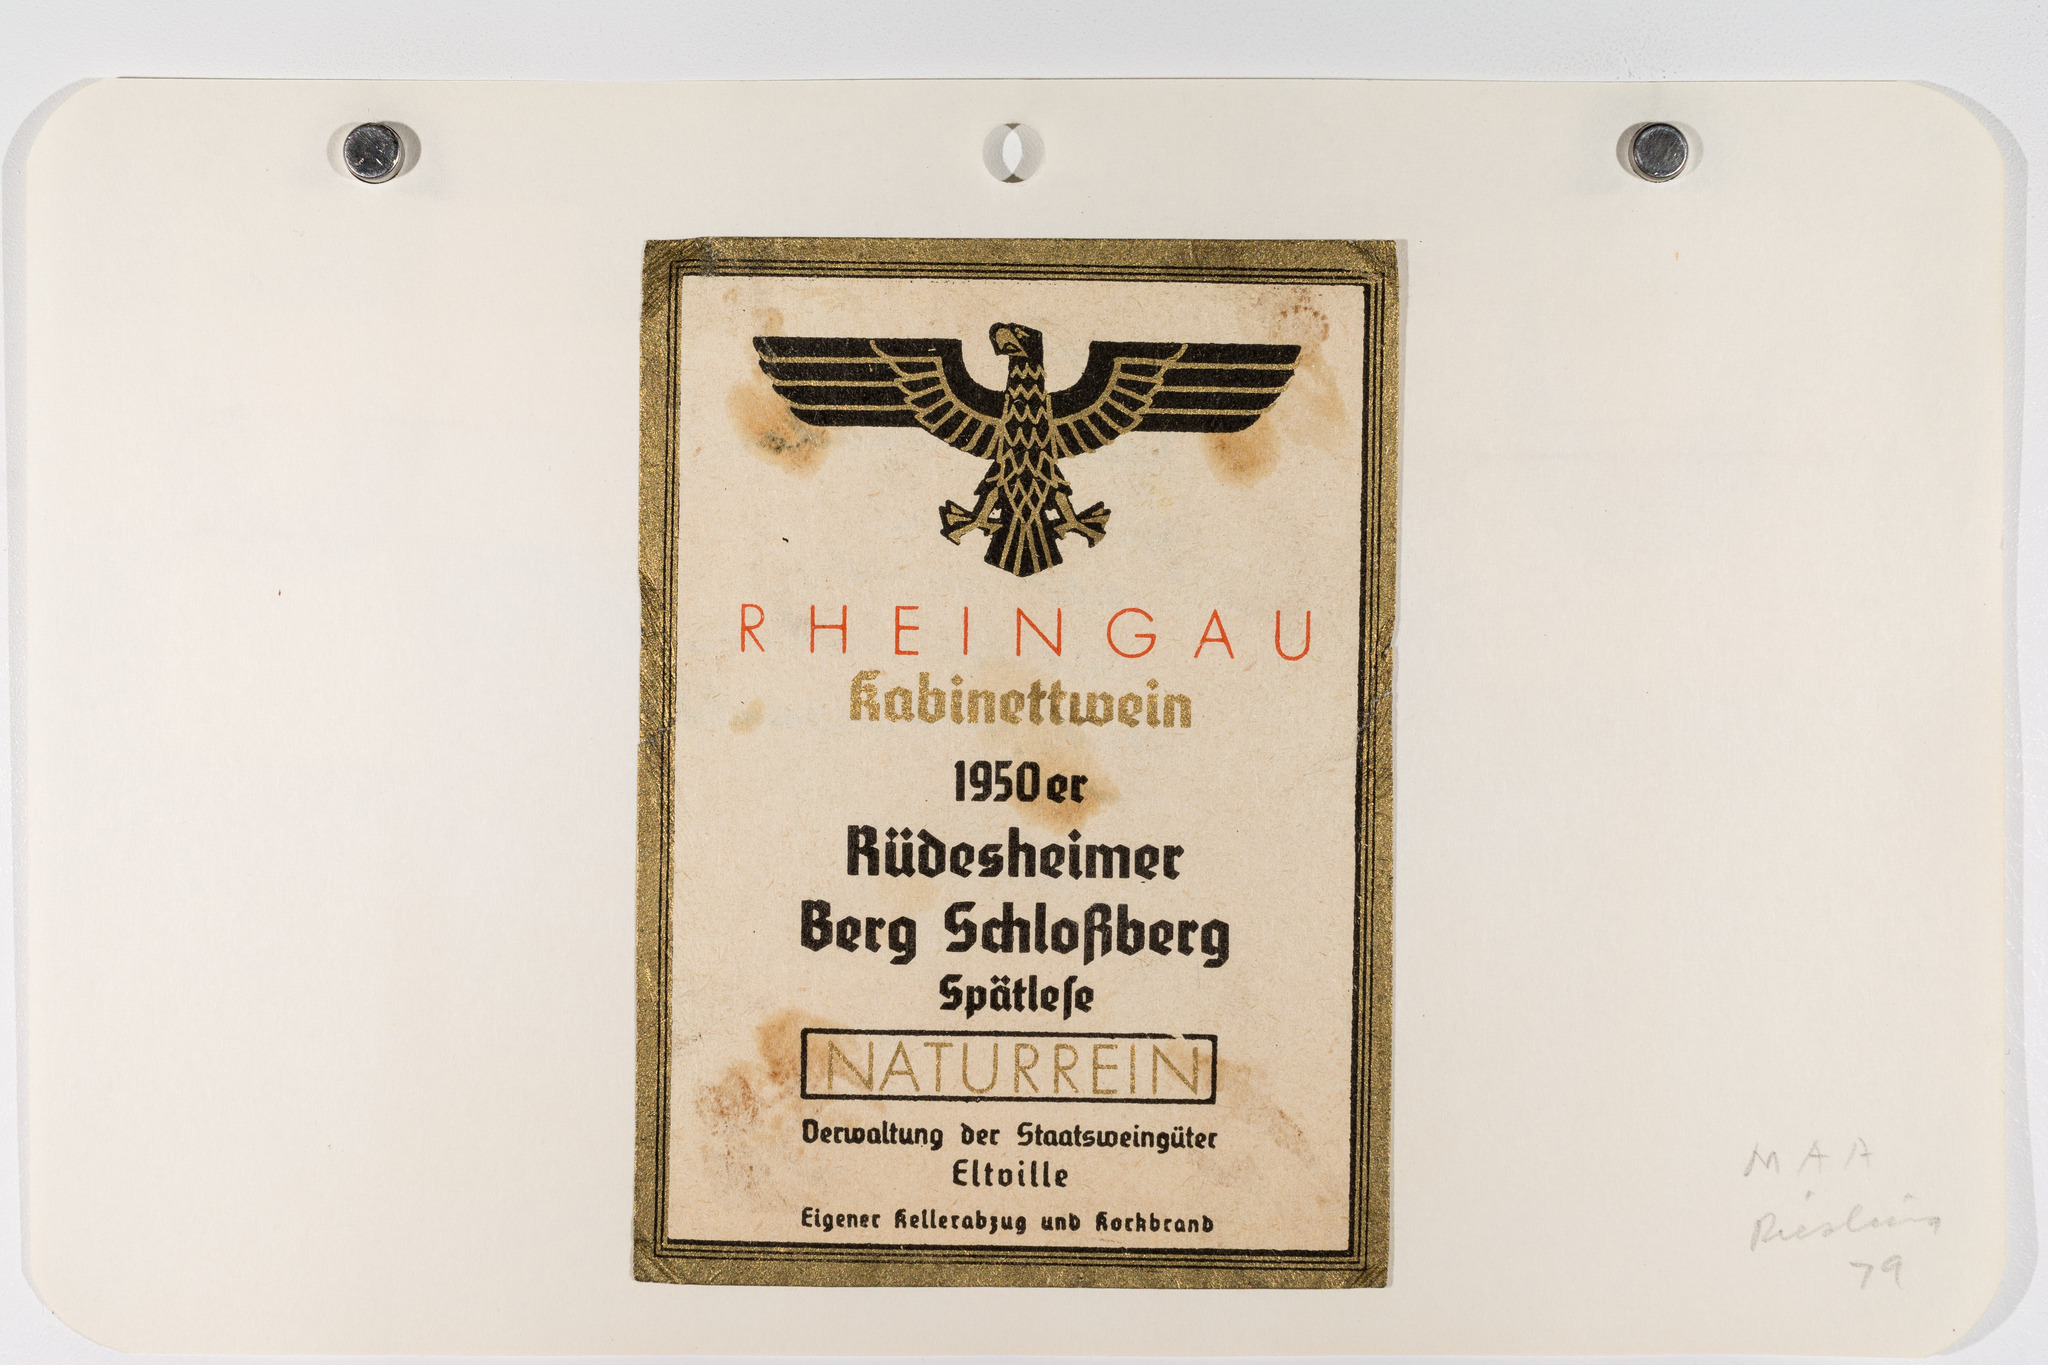 RHEINGAU
Kabinettwein
1950er
Rüdesheimer
Berg Schloßberg
Spätleſe
NATURREIN
Verwaltung der Staatsweingüter
Eltville
Eigener Kellerabzug und Korkbrand
MAA
Riesling
79